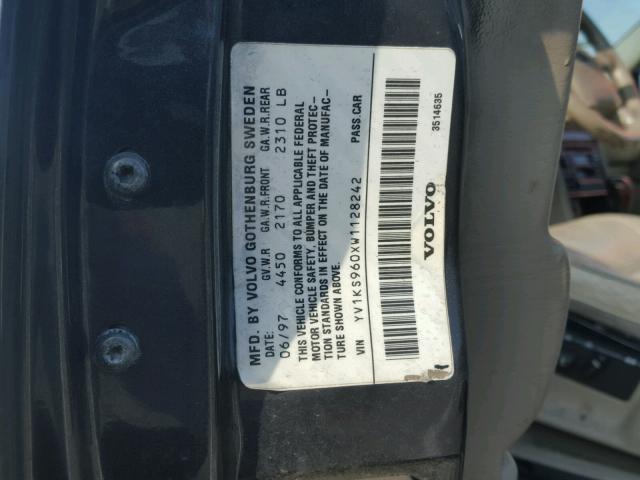 MFD. BY VOLVO GOTHENBURG SWEDEN
DATE: GV.W.R GA.W.R.FRONT GA.W.R.REAR
06/97 4450 2170 2310 LB
THIS VEHICLE CONFORMS TO ALL APPLICABLE FEDERAL
MOTOR VEHICLE SAFETY, BUMPER AND THEFT PROTEC-
TION STANDARDS IN EFFECT ON THE DATE OF MANUFAC-
TURE SHOWN ABOVE.
VIN YV1KS960XW1128242 PASS.CAR
VOLVO 3514635